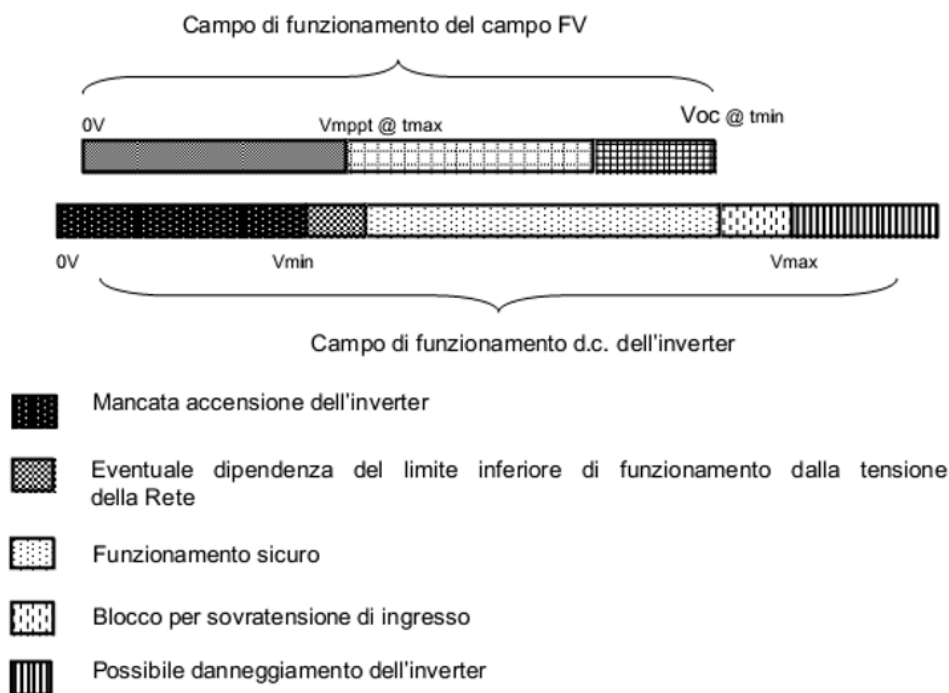 Campo di funzionamento del campo FV
0V Vmppt @ tmax Voc @ tmin
0V Vmin Vmax
Campo di funzionamento d.c. dell'inverter
Mancata accensione dell'inverter
Eventuale dipendenza del limite inferiore di funzionamento dalla tensione
della Rete
Funzionamento sicuro
Blocco per sovratensione di ingresso
Possibile danneggiamento dell'inverter